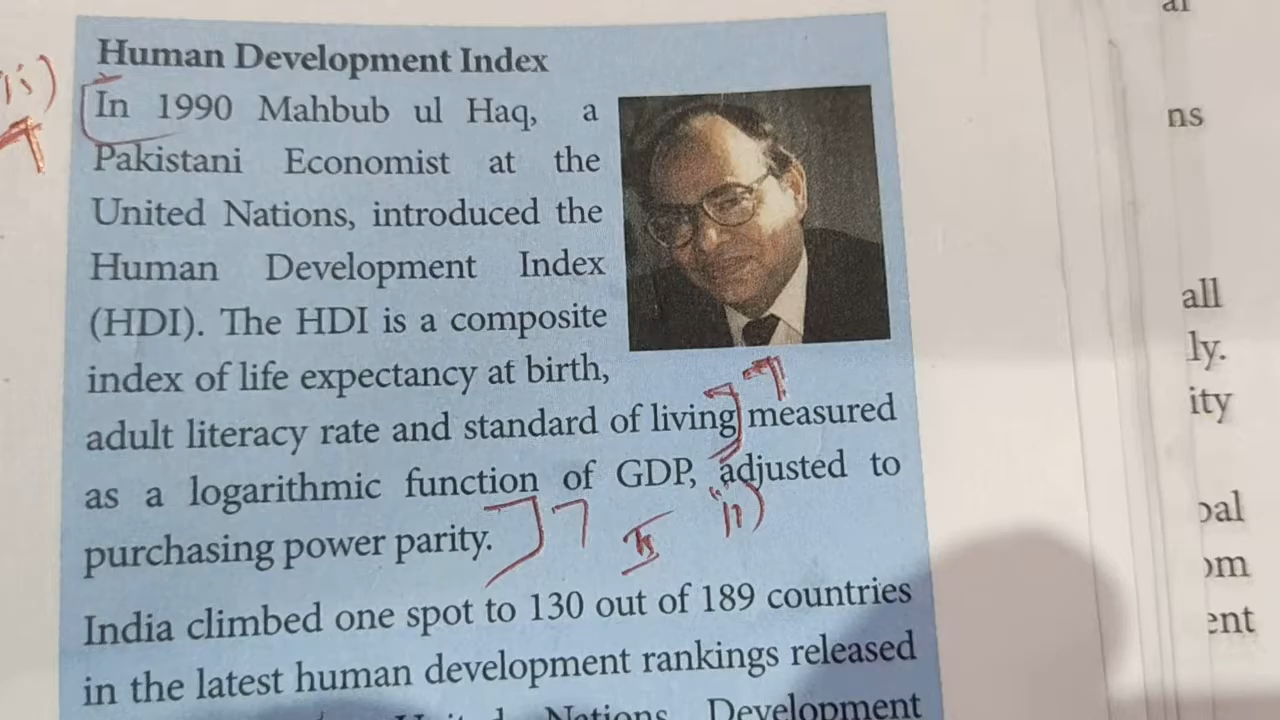 Human Development Index
In 1990 Mahbub ul Haq, a
Pakistani Economist at the
United Nations, introduced the
Human Development Index
(HDI). The HDI is a composite
index of life expectancy at birth,
adult literacy rate and standard of living measured
as a logarithmic function of GDP, adjusted to
purchasing power parity.
ii)
India climbed one spot to 130 out of 189 countries
in the latest human development rankings released
Nations Development
ns
all
ly.
ity
ent